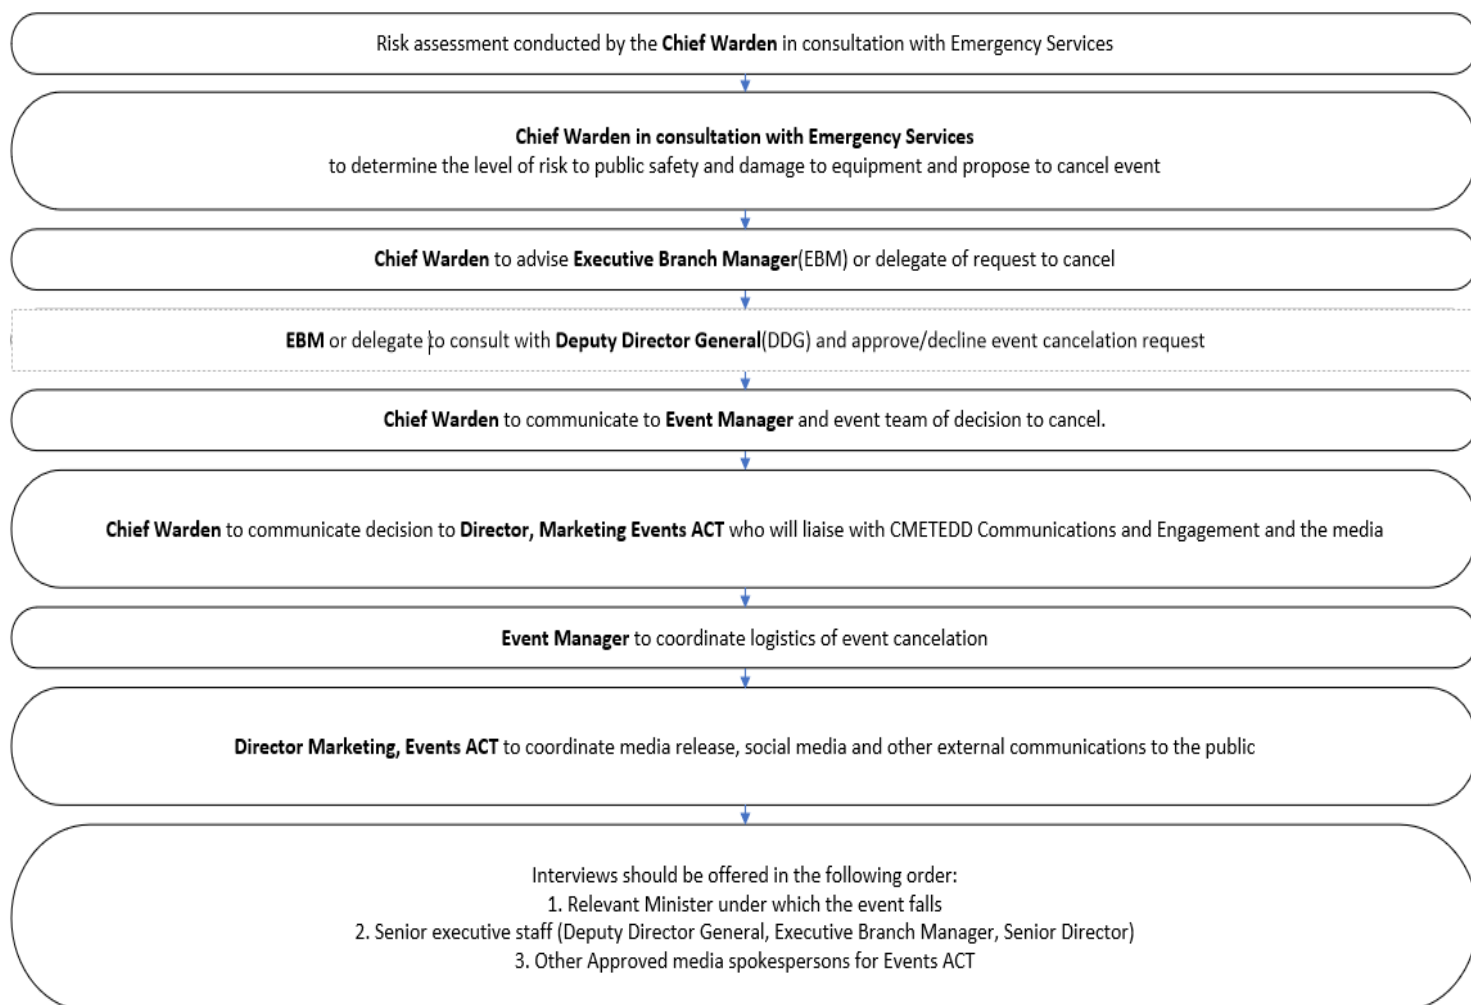 Risk assessment conducted by the Chief Warden in consultation with Emergency Services
Chief Warden in consultation with Emergency Services
to determine the level of risk to public safety and damage to equipment and propose to cancel event
Chief Warden to advise Executive Branch Manager(EBM) or delegate of request to cancel
EBM or delegate to consult with Deputy Director General(DDG) and approve/decline event cancelation request
Chief Warden to communicate to Event Manager and event team of decision to cancel.
Chief Warden to communicate decision to Director, Marketing Events ACT who will liaise with CMETEDD Communications and Engagement and the media
Event Manager to coordinate logistics of event cancelation
Director Marketing, Events ACT to coordinate media release, social media and other external communications to the public
Interviews should be offered in the following order:
1. Relevant Minister under which the event falls
2. Senior executive staff (Deputy Director General, Executive Branch Manager, Senior Director)
3. Other Approved media spokespersons for Events ACT